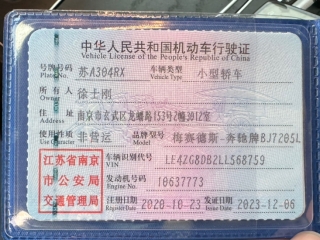 中华人民共和国机动车行驶证
Vehicle License of the People's Republic of China
号牌号码 苏A304RX 车辆类型 小型轿车
Plate No. Vehicle Type
所有人 徐士刚
Owner
住址 南京市玄武区龙蟠路153号2幢3012室
Address
使用性质 非营运 品牌型号 梅赛德斯-奔驰牌BJ7205L
Use Character Model
江苏省南京市公安局交通管理局
车辆识别代号 LE4ZG8DB2LL568759
VIN
发动机号码 10637773
Engine No.
注册日期 2020-10-23 发证日期 2023-12-06
Register Date Issue Date